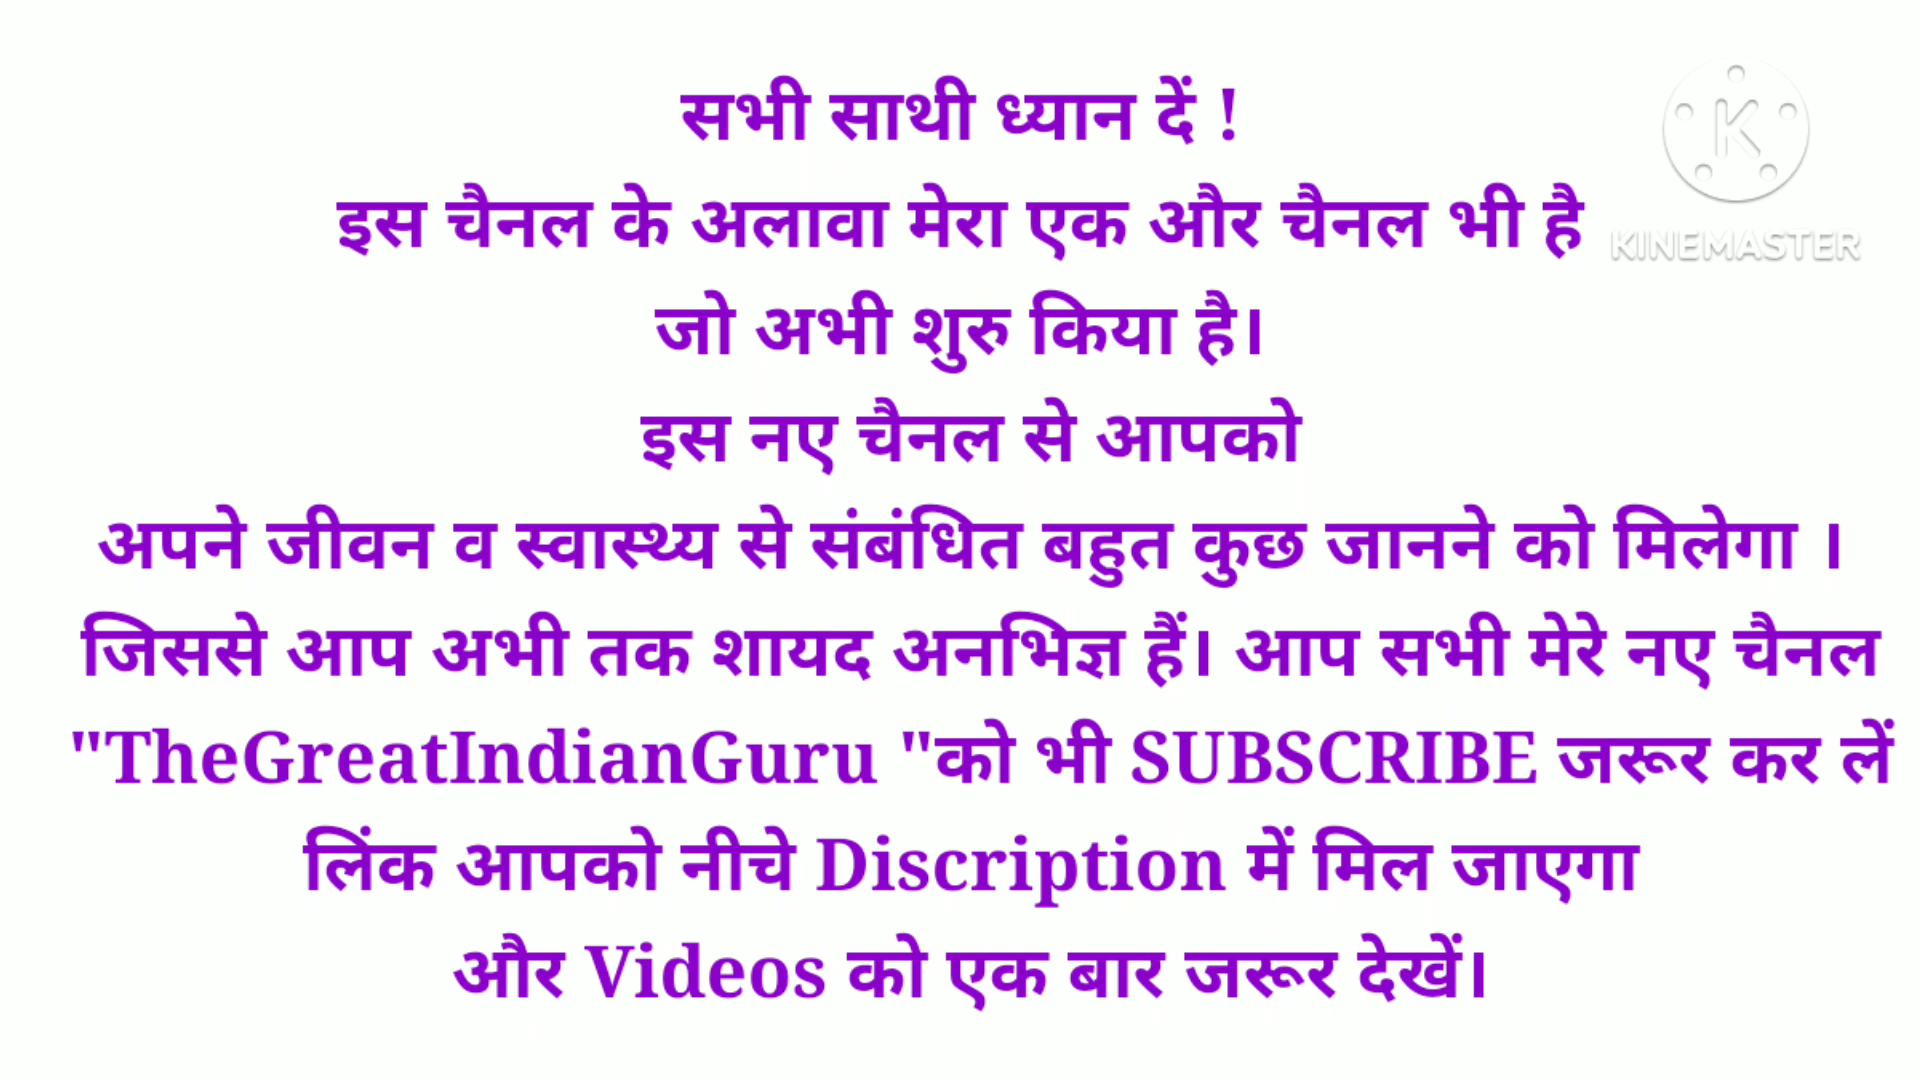 सभी साथी ध्यान दें !
इस चैनल के अलावा मेरा एक और चैनल भी है
जो अभी शुरु किया है।
इस नए चैनल से आपको
अपने जीवन व स्वास्थ्य से संबंधित बहुत कुछ जानने को मिलेगा ।
जिससे आप अभी तक शायद अनभिज्ञ हैं। आप सभी मेरे नए चैनल
"TheGreatIndianGuru "को भी SUBSCRIBE जरूर कर लें
लिंक आपको नीचे Discription में मिल जाएगा
और Videos को एक बार जरूर देखें।
K
KINEMASTER